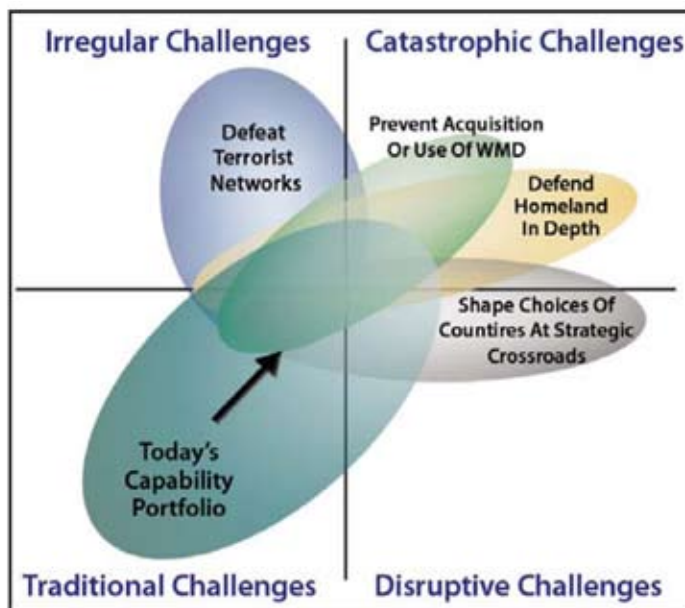 Irregular Challenges
Catastrophic Challenges
Defeat
Terrorist
Networks
Prevent Acquisition
Or Use Of WMD
Defend
Homeland
In Depth
Shape Choices Of
Countires At Strategic
Crossroads
Today's
Capability
Portfolio
Traditional Challenges
Disruptive Challenges